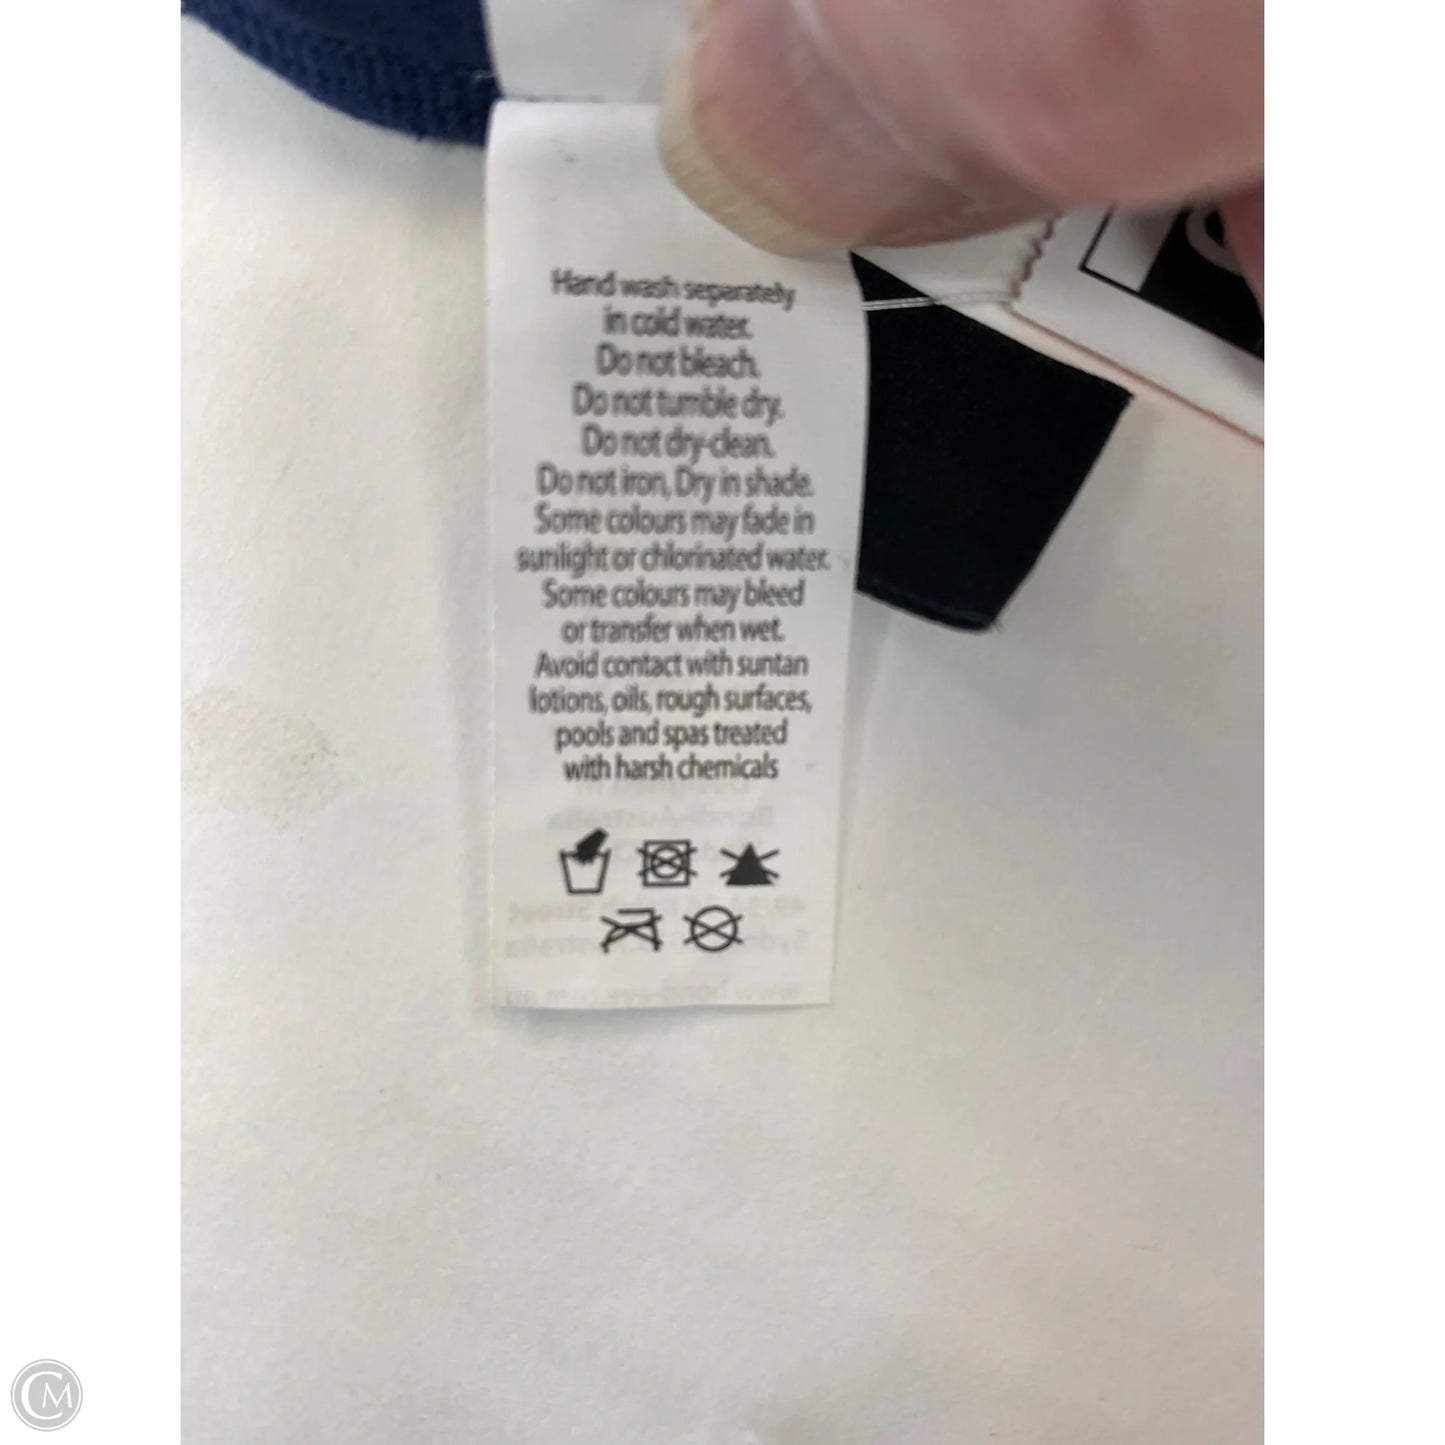 Hand wash separately
in cold water.
Do not bleach.
Do not tumble dry.
Do not dry-clean.
Do not iron, Dry in shade.
Some colours may fade in
sunlight or chlorinated water.
Some colours may bleed
or transfer when wet.
Avoid contact with suntan
lotions, oils, rough surfaces,
pools and spas treated
with harsh chemicals
CM